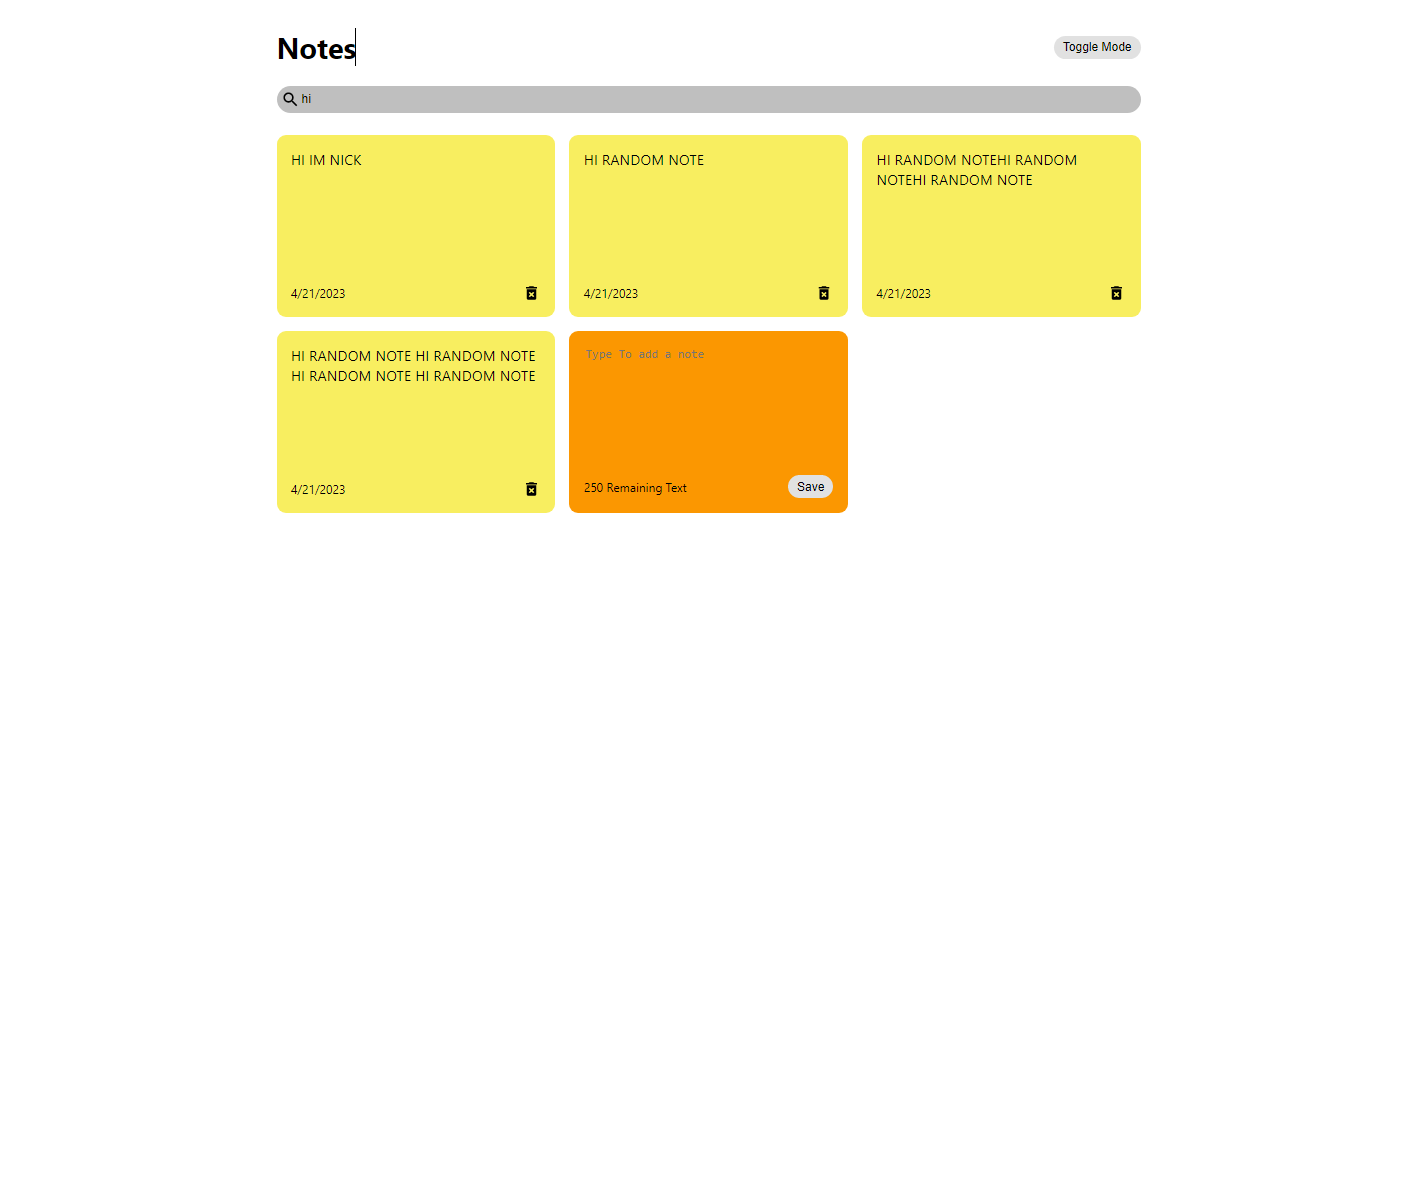 Notes
Toggle Mode
hi
HI IM NICK
4/21/2023
HI RANDOM NOTE
4/21/2023
HI RANDOM NOTEHI RANDOM
NOTEHI RANDOM NOTE
4/21/2023
HI RANDOM NOTE HI RANDOM NOTE
HI RANDOM NOTE HI RANDOM NOTE
4/21/2023
Type To add a note
250 Remaining Text
Save